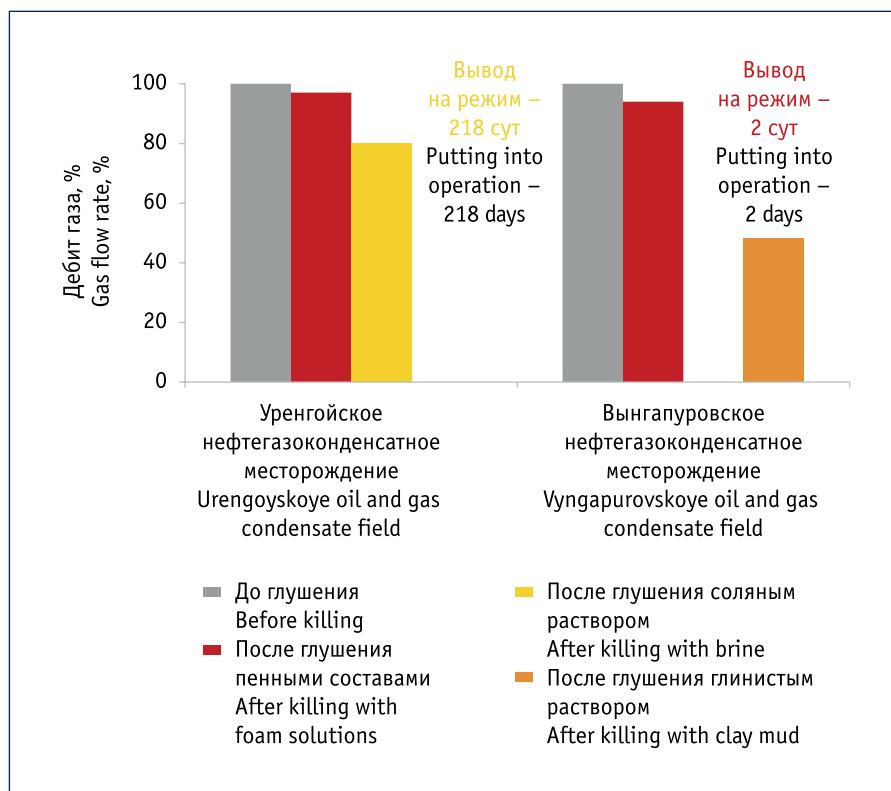 Дебит газа, %
Gas flow rate, %
100
80
60
40
20
0
Вывод
на режим –
218 сут
Putting into
operation –
218 days
Вывод
на режим –
2 сут
Putting into
operation –
2 days
Уренгойское
нефтегазоконденсатное
месторождение
Urengoyskoye oil and gas
condensate field
Вынгапуровское
нефтегазоконденсатное
месторождение
Vyngapurovskoye oil and gas
condensate field
До глушения
Before killing
После глушения
пенными составами
After killing with
foam solutions
После глушения соляным
раствором
After killing with brine
После глушения глинистым
раствором
After killing with clay mud